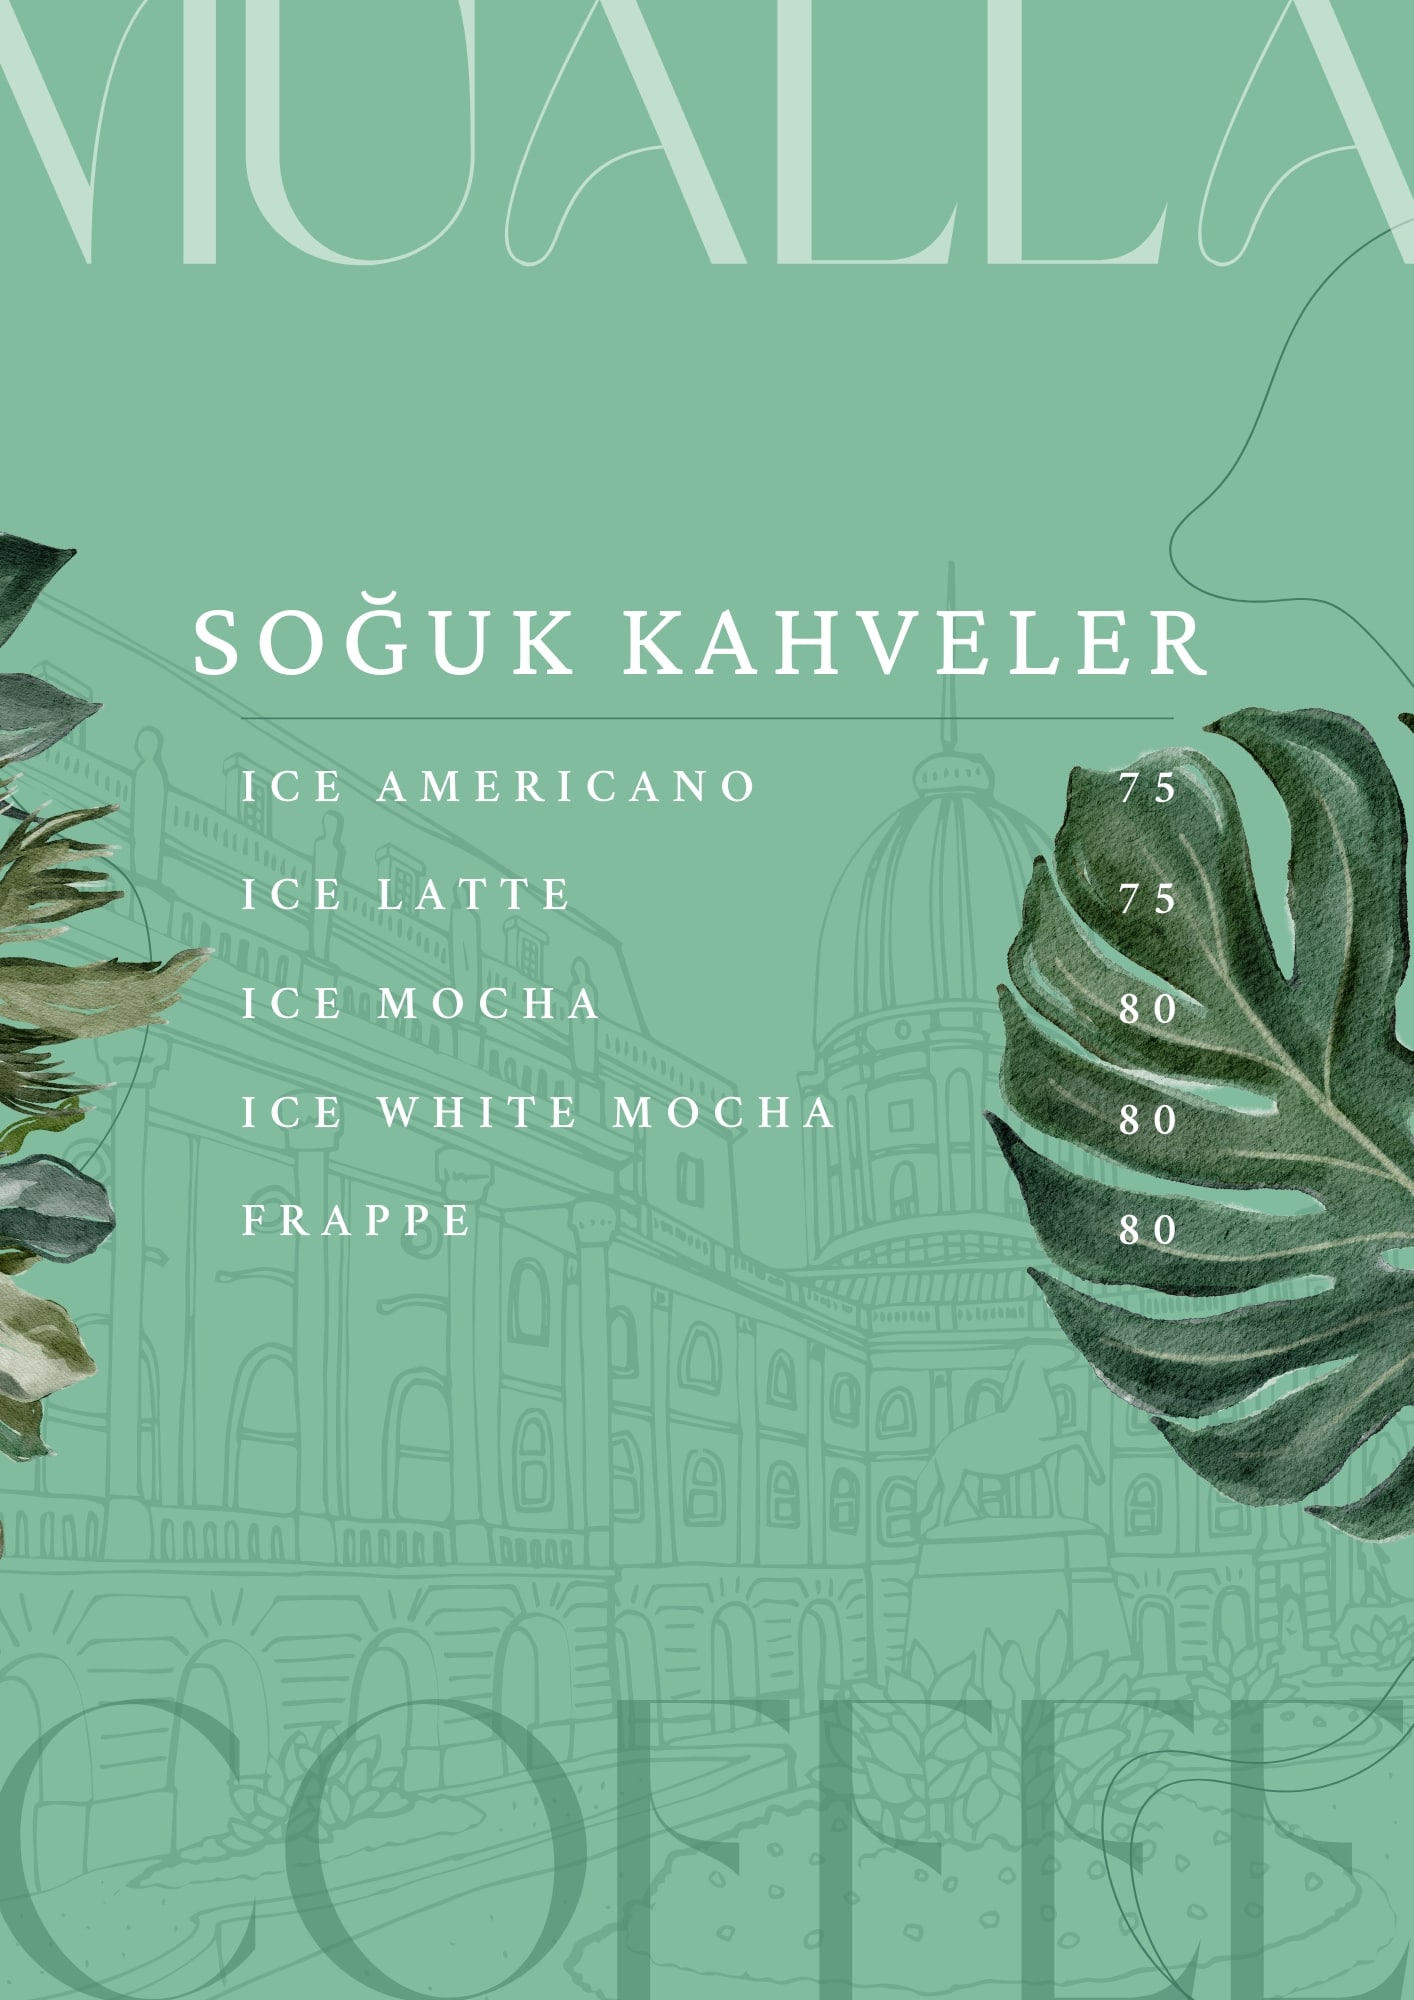 MUALLA
SOĞUK KAHVELER
ICE AMERICANO 75
ICE LATTE 75
ICE MOCHA 80
ICE WHITE MOCHA 80
FRAPPE 80
COFFEE